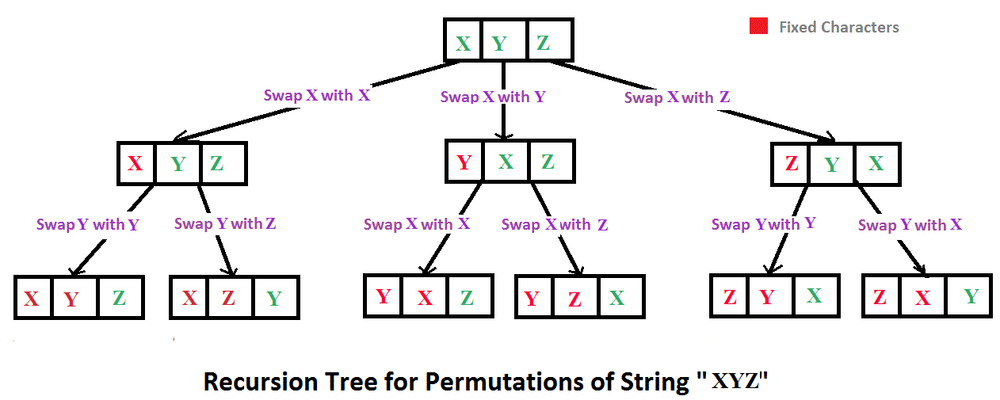 X Y Z
Fixed Characters
Swap X with X
Swap X with Y
Swap X with Z
X Y Z
Y X Z
Z Y X
Swap Y with Y
Swap Y with Z
Swap X with X
Swap X with Z
Swap Y with Y
Swap Y with X
X Y Z
X Z Y
Y X Z
Y Z X
Z Y X
Z X Y
Recursion Tree for Permutations of String "XYZ"